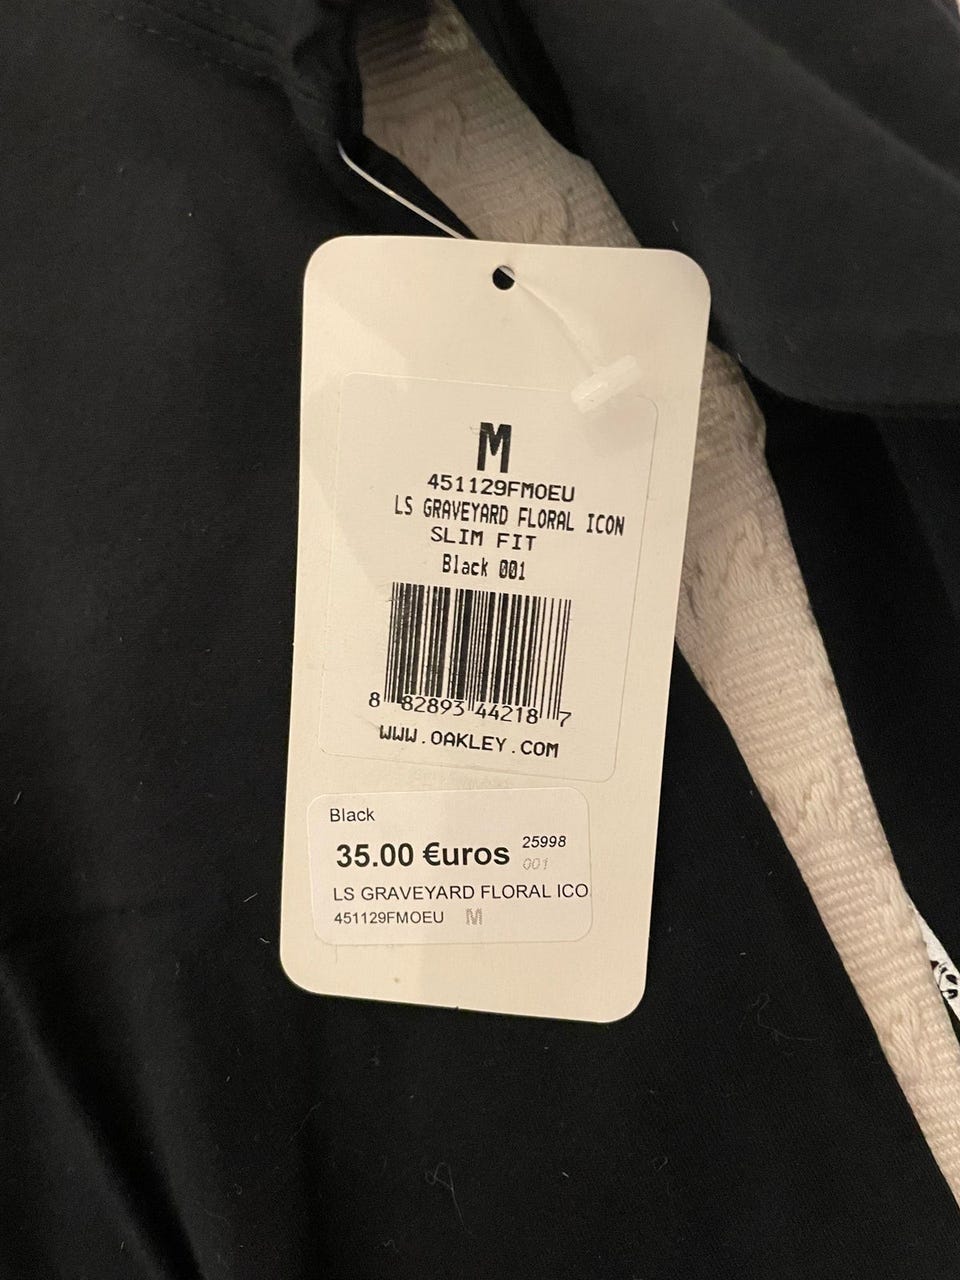 M
451129FMOEU
LS GRAVEYARD FLORAL ICON
SLIM FIT
Black 001
8 82893 44218 7
WWW.OAKLEY.COM
Black
35.00 €uros 25998
001
LS GRAVEYARD FLORAL ICO
451129FMOEU M